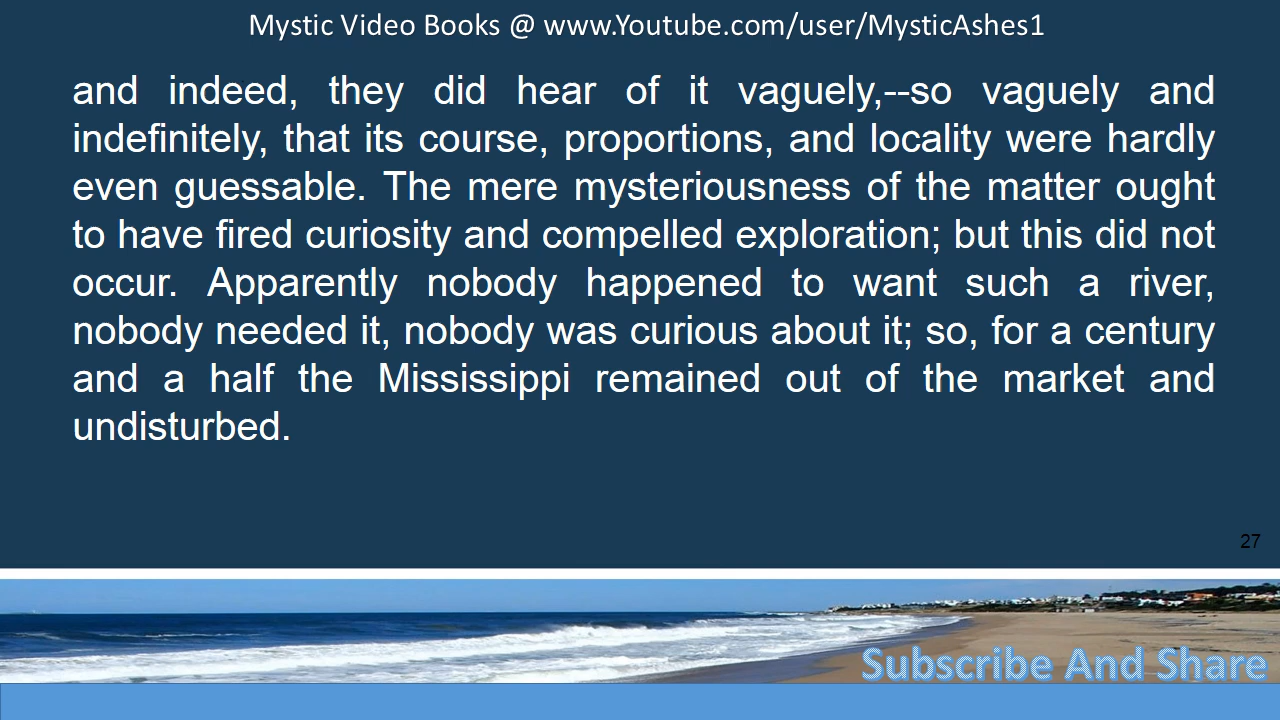 Mystic Video Books @ www.Youtube.com/user/MysticAshes1
and indeed, they did hear of it vaguely,--so vaguely and
indefinitely, that its course, proportions, and locality were hardly
even guessable. The mere mysteriousness of the matter ought
to have fired curiosity and compelled exploration; but this did not
occur. Apparently nobody happened to want such a river,
nobody needed it, nobody was curious about it; so, for a century
and a half the Mississippi remained out of the market and
undisturbed.
27
Subscribe And Share